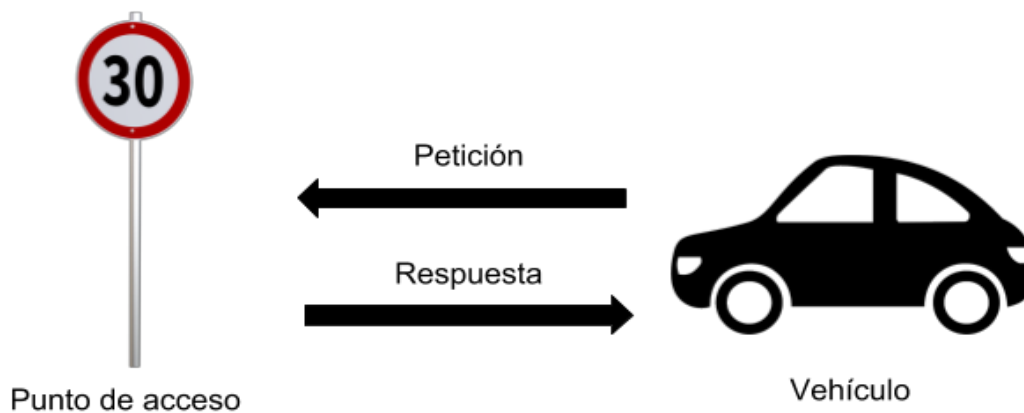 30
Petición
Respuesta
Punto de acceso
Vehículo